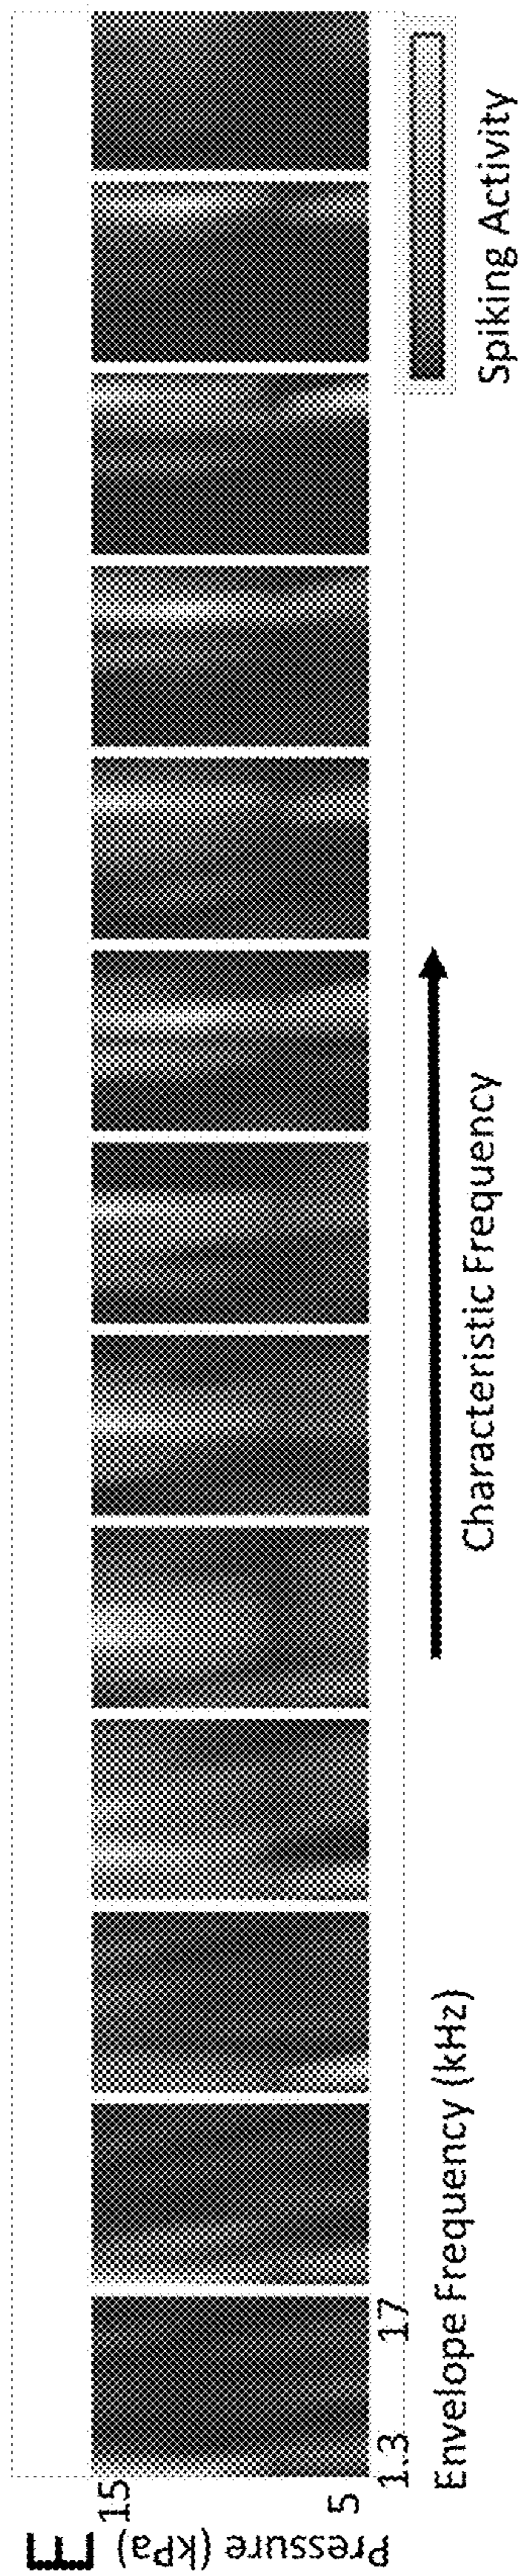 E
Pressure (kPa)
15
5
1.3 17
Envelope Frequency (kHz)
Characteristic Frequency
Spiking Activity